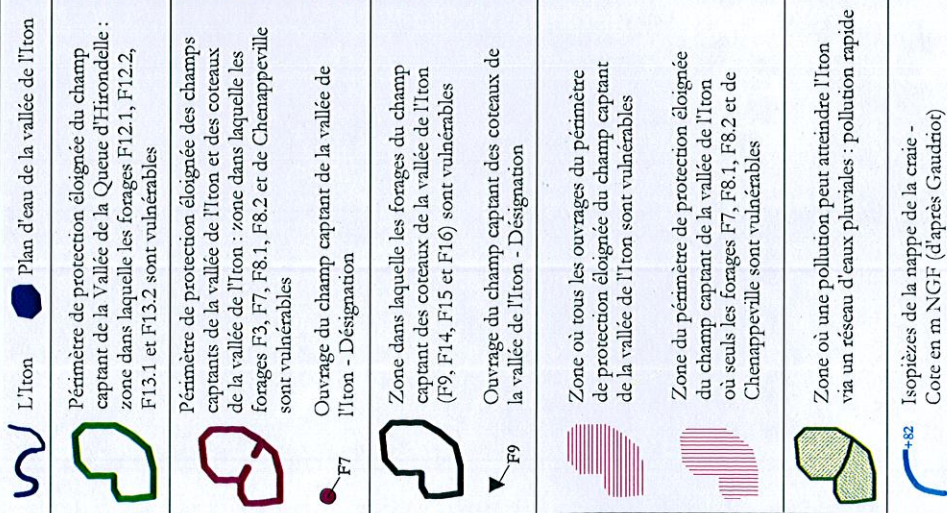 L'Iton
Plan d'eau de la vallée de l'Iton
Périmètre de protection éloignée du champ
captant de la Vallée de la Queue d'Hirondelle :
zone dans laquelle les forages F12.1, F12.2,
F13.1 et F13.2 sont vulnérables
Périmètre de protection éloignée des champs
captants de la vallée de l'Iton et des coteaux
de la vallée de l'Iton : zone dans laquelle les
forages F3, F7, F8.1, F8.2 et de Chenappeville
sont vulnérables
F7
Ouvrage du champ captant de la vallée de
l'Iton - Désignation
Zone dans laquelle les forages du champ
captant des coteaux de la vallée de l'Iton
(F9, F14, F15 et F16) sont vulnérables
F9
Ouvrage du champ captant des coteaux de
la vallée de l'Iton - Désignation
Zone où tous les ouvrages du périmètre
de protection éloignée du champ captant
de la vallée de l'Iton sont vulnérables
Zone du périmètre de protection éloignée
du champ captant de la vallée de l'Iton
où seuls les forages F7, F8.1, F8.2 et de
Chenappeville sont vulnérables
Zone où une pollution peut atteindre l'Iton
via un réseau d'eaux pluviales : pollution rapide
+82
Isopièzes de la nappe de la craie -
Cote en m NGF (d'après Gaudriot)